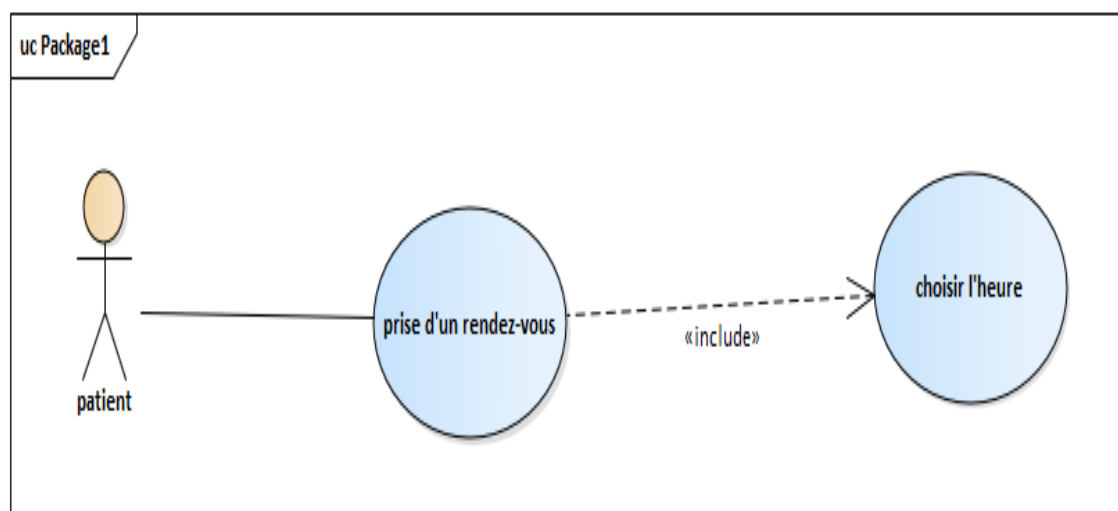 uc Package1
patient
prise d'un rendez-vous
«include»
choisir l'heure